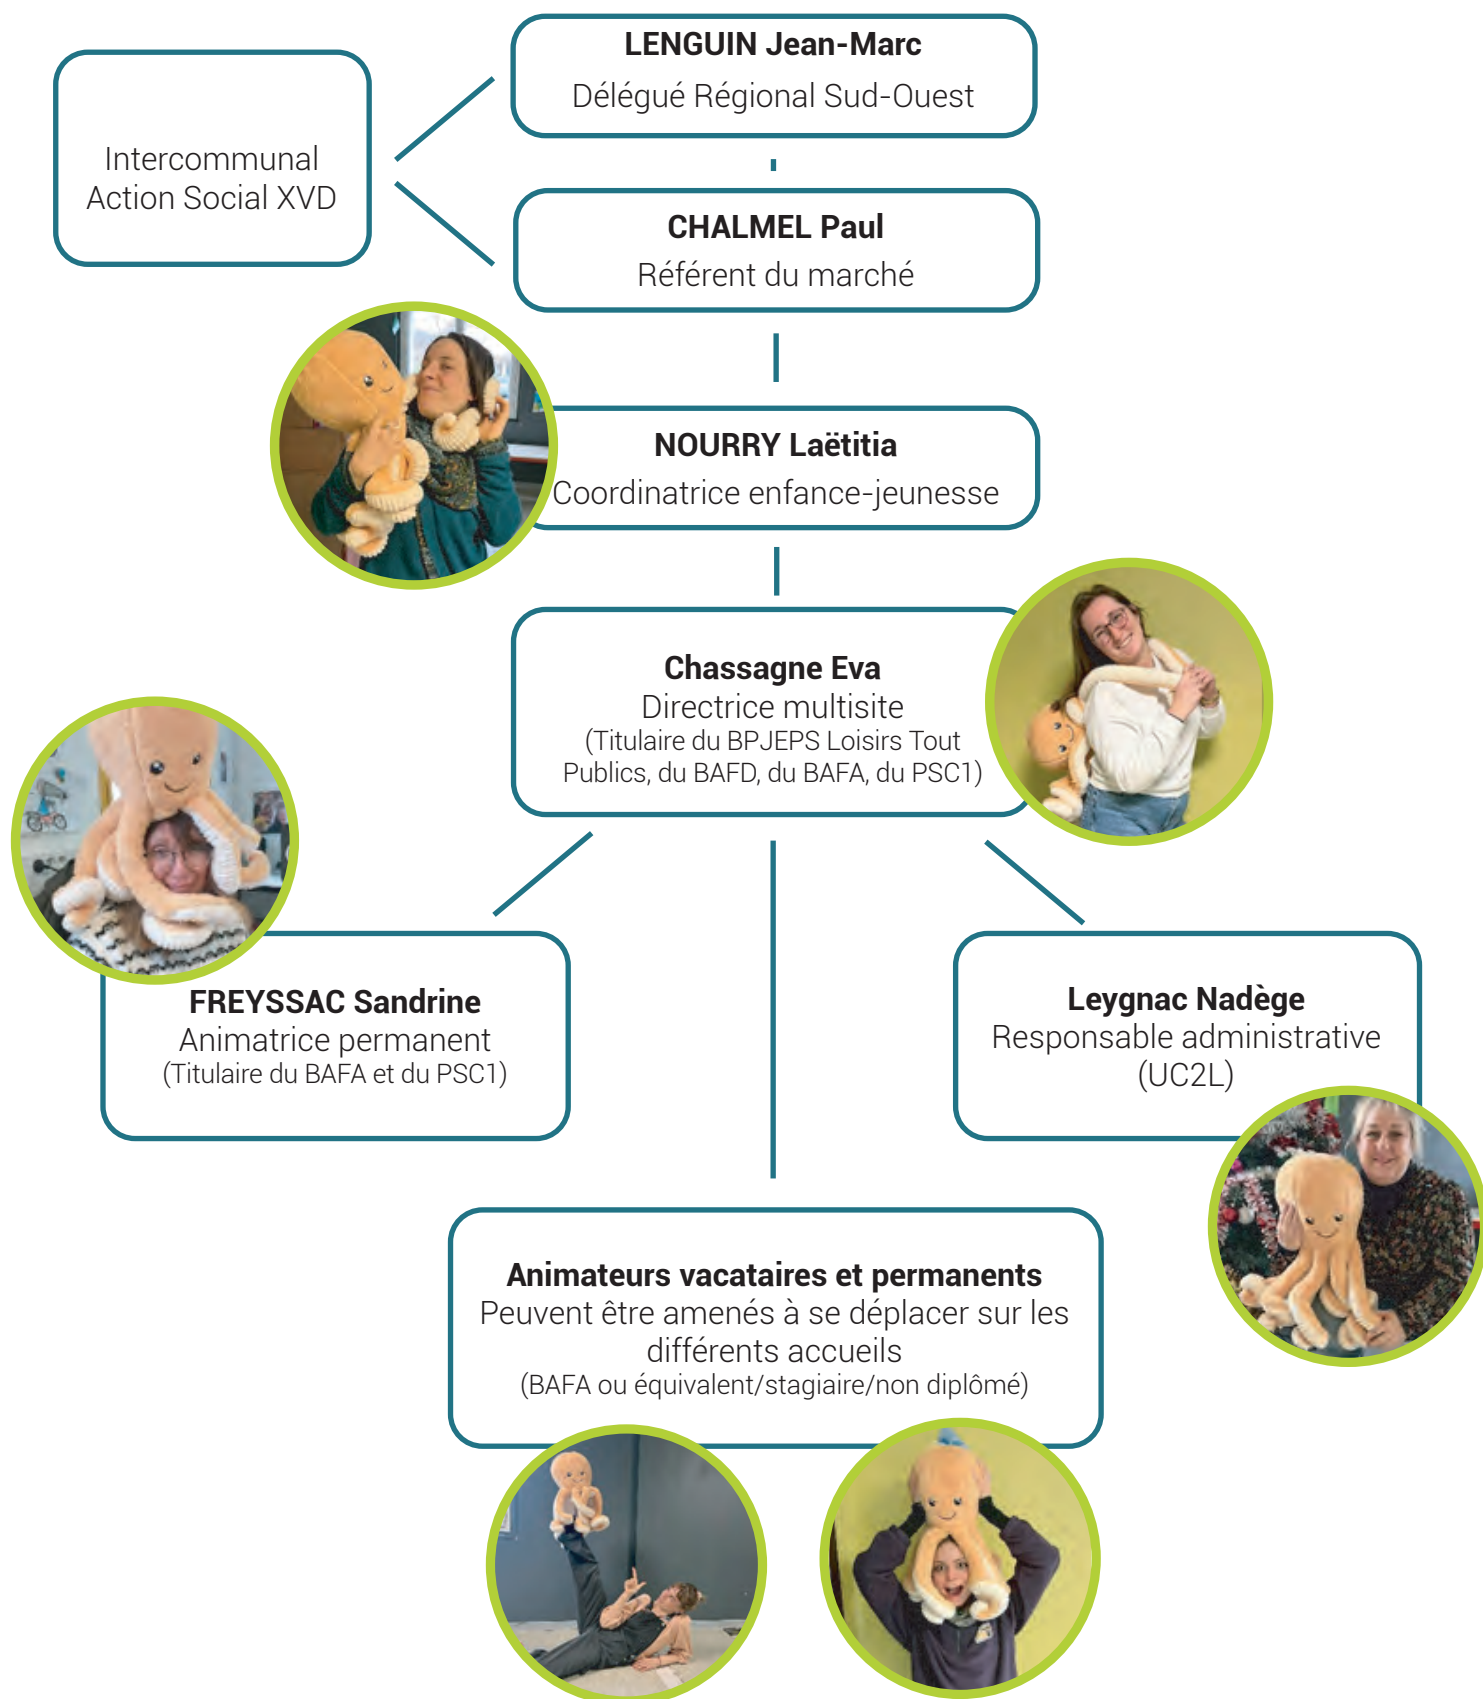 LENGUIN Jean-Marc
Délégué Régional Sud-Ouest
Intercommunal
Action Social XVD
CHALMEL Paul
Référent du marché
NOURRY Laëtitia
Coordinatrice enfance-jeunesse
Chassagne Eva
Directrice multisite
(Titulaire du BPJEPS Loisirs Tout
Publics, du BAFD, du BAFA, du PSC1)
FREYSSAC Sandrine
Animatrice permanent
(Titulaire du BAFA et du PSC1)
Leygnac Nadège
Responsable administrative
(UC2L)
Animateurs vacataires et permanents
Peuvent être amenés à se déplacer sur les
différents accueils
(BAFA ou équivalent/stagiaire/non diplômé)